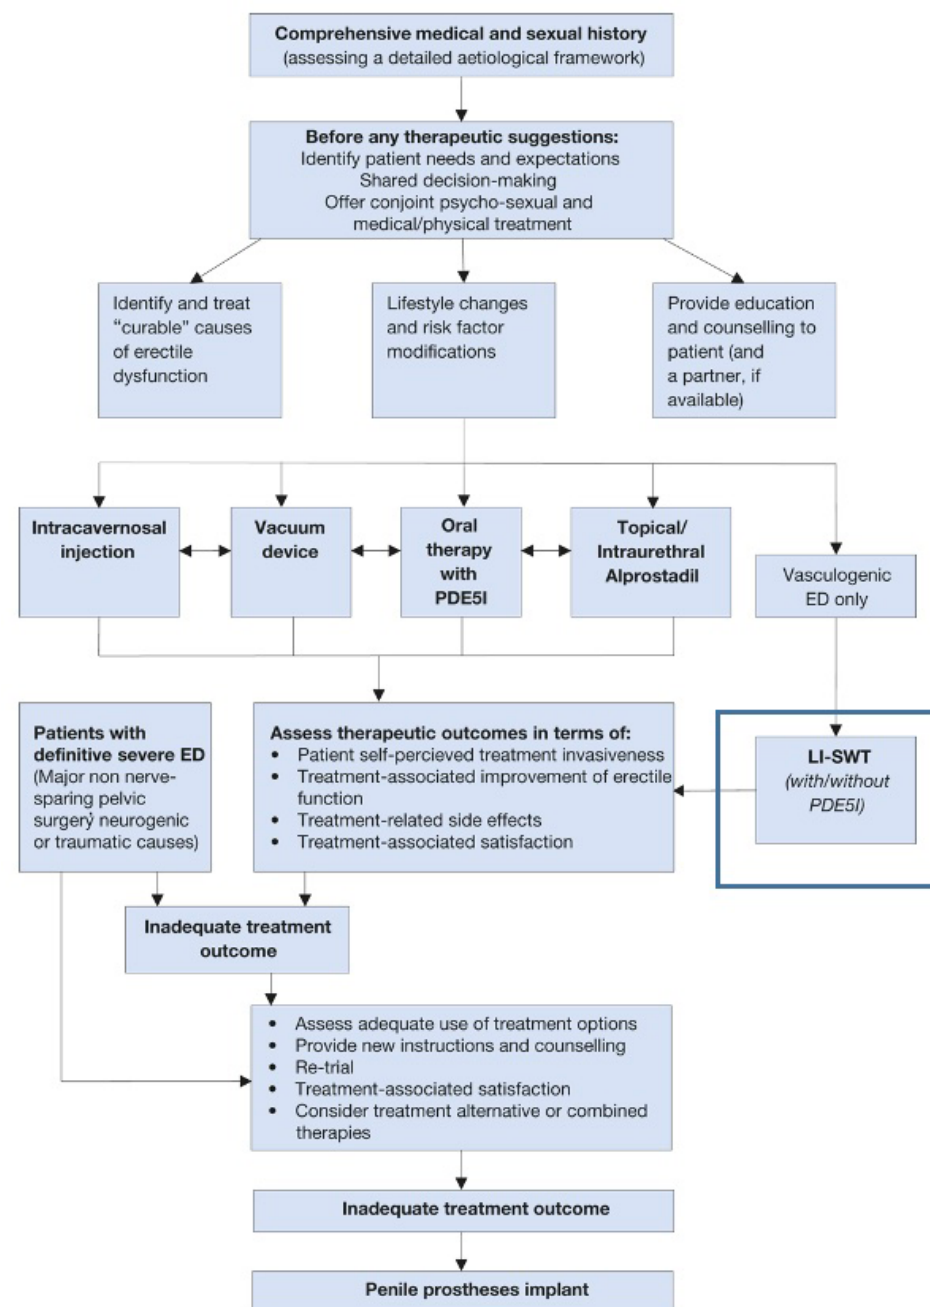 Comprehensive medical and sexual history
(assessing a detailed aetiological framework)
Before any therapeutic suggestions:
Identify patient needs and expectations
Shared decision-making
Offer conjoint psycho-sexual and
medical/physical treatment
Identify and treat
“curable” causes
of erectile
dysfunction
Lifestyle changes
and risk factor
modifications
Provide education
and counselling to
patient (and
a partner, if
available)
Intracavernosal
injection
Vacuum
device
Oral
therapy
with
PDE5I
Topical/
Intraurethral
Alprostadil
Vasculogenic
ED only
Patients with
definitive severe ED
(Major non nerve-
sparing pelvic
surgery, neurogenic
or traumatic causes)
Assess therapeutic outcomes in terms of:
• Patient self-percieved treatment invasiveness
• Treatment-associated improvement of erectile
function
• Treatment-related side effects
• Treatment-associated satisfaction
LI-SWT
(with/without
PDE5I)
Inadequate treatment
outcome
• Assess adequate use of treatment options
• Provide new instructions and counselling
• Re-trial
• Treatment-associated satisfaction
• Consider treatment alternative or combined
therapies
Inadequate treatment outcome
Penile prostheses implant